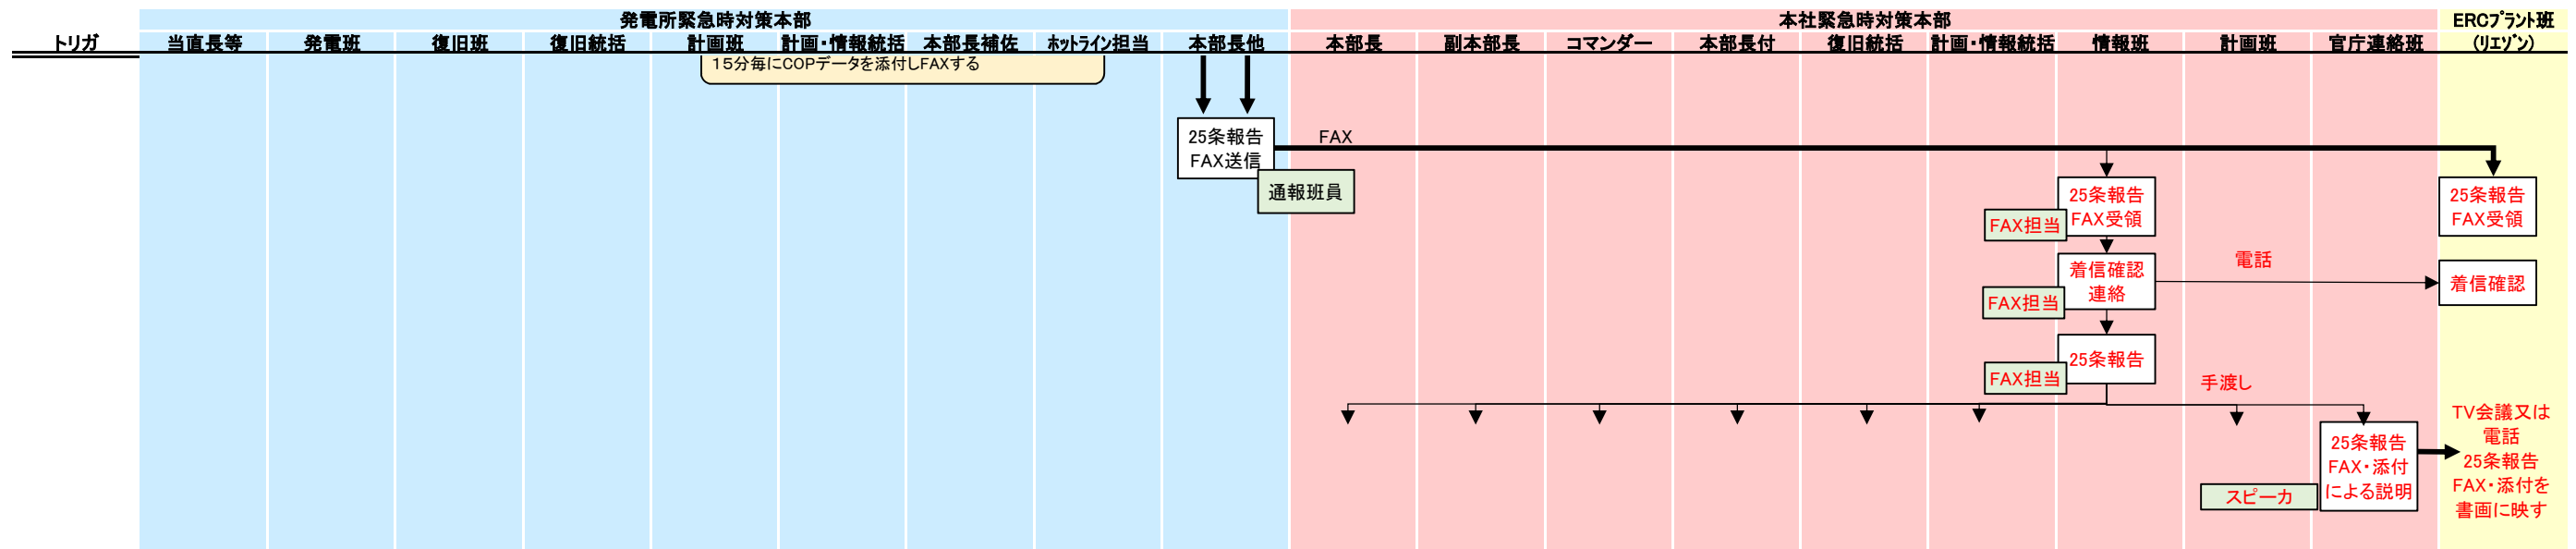 発電所緊急時対策本部
本社緊急時対策本部
ERCプラント班
トリガ
当直長等
発電班
復旧班
復旧統括
計画班
計画・情報統括
本部長補佐
ホットライン担当
本部長他
本部長
副本部長
コマンダー
本部長付
復旧統括
計画・情報統括
情報班
計画班
官庁連絡班
(リエゾン)
15分毎にCOPデータを添付しFAXする
25条報告
FAX送信
FAX
通報班員
25条報告
FAX受領
FAX担当
25条報告
FAX受領
着信確認
連絡
FAX担当
電話
着信確認
25条報告
FAX担当
手渡し
25条報告
FAX・添付
による説明
スピーカ
TV会議又は
電話
25条報告
FAX・添付を
書画に映す